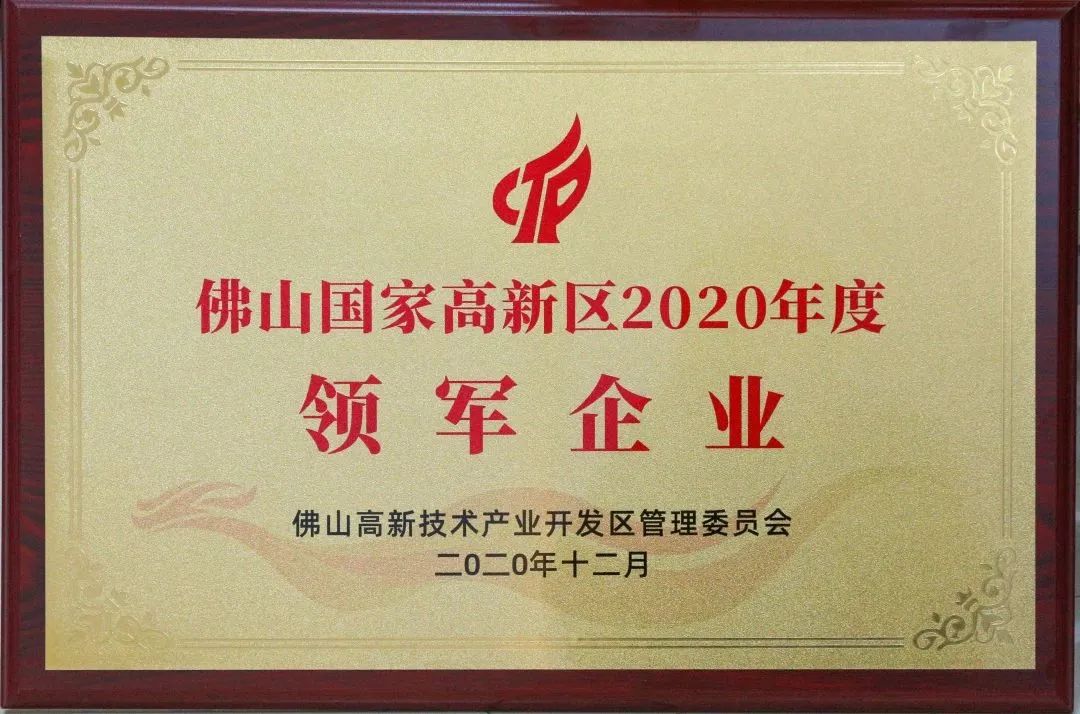 佛山国家高新区2020年度
领军企业
佛山高新技术产业开发区管理委员会
二0二0年十二月